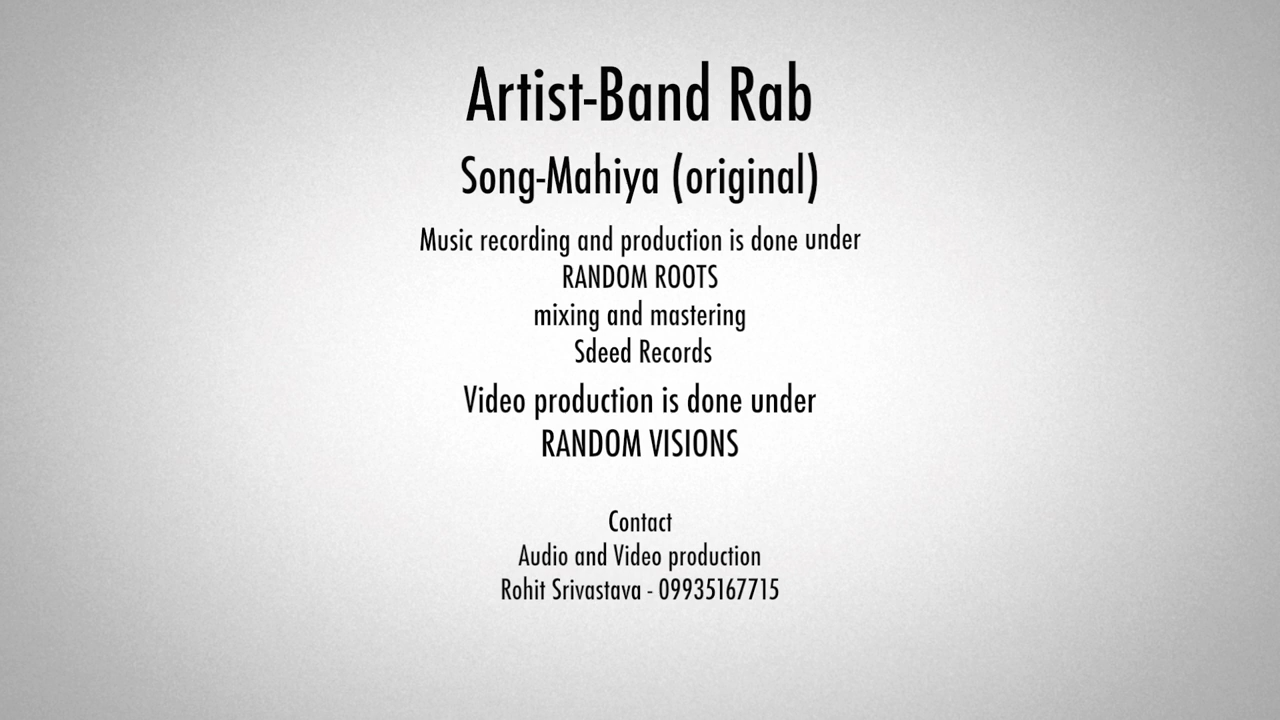 Artist-Band Rab
Song-Mahiya (original)
Music recording and production is done under
RANDOM ROOTS
mixing and mastering
Sdeed Records
Video production is done under
RANDOM VISIONS
Contact
Audio and Video production
Rohit Srivastava - 09935167715